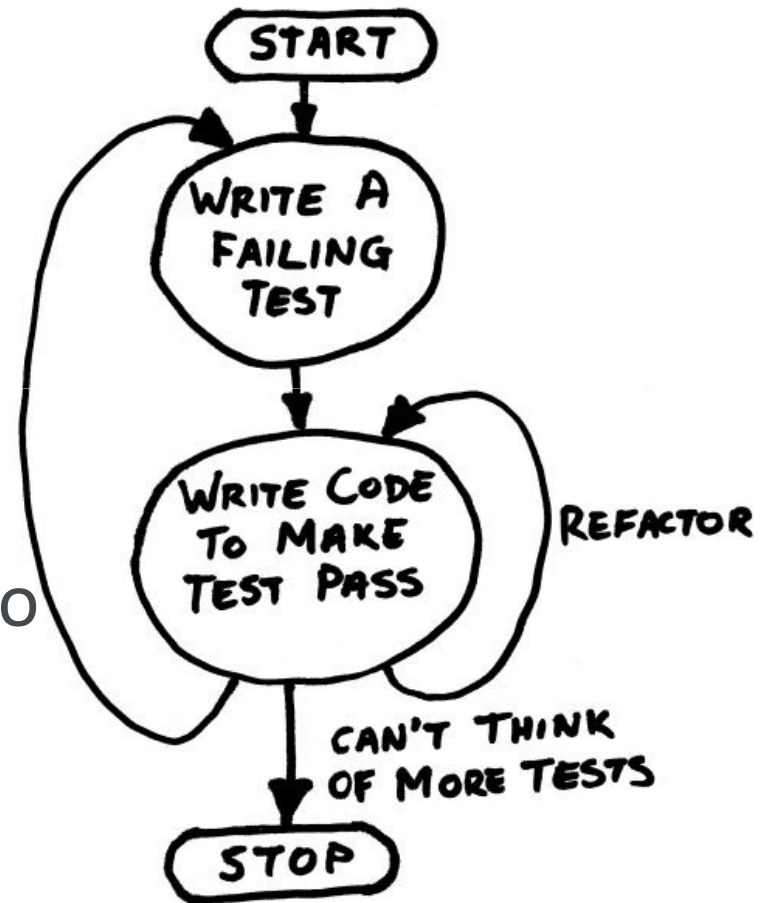 START
WRITE A
FAILING
TEST
WRITE CODE
TO MAKE
TEST PASS
REFACTOR
o
CAN'T THINK
OF MORE TESTS
STOP